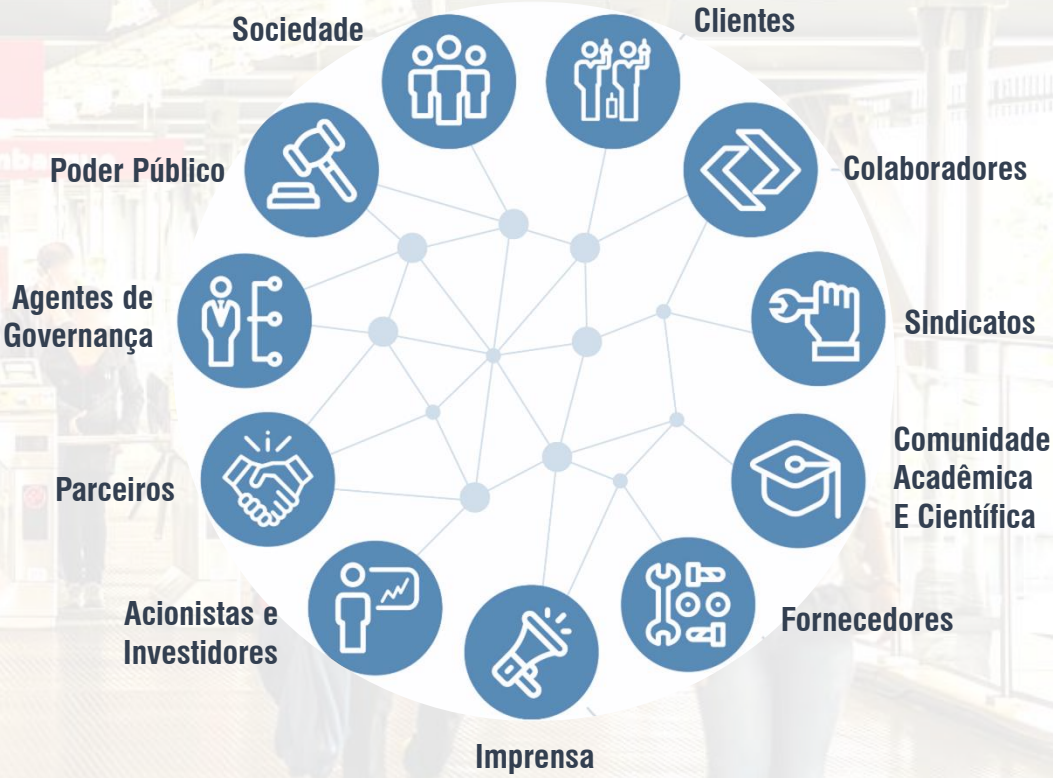 Sociedade
Clientes
Poder Público
Colaboradores
Agentes de
Governança
Sindicatos
Parceiros
Comunidade
Acadêmica
E Científica
Acionistas e
Investidores
Fornecedores
Imprensa